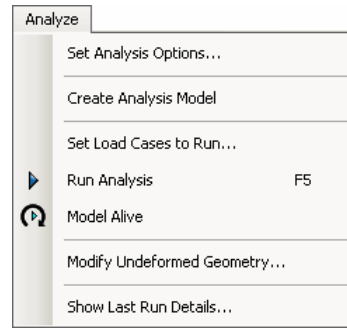 Analyze
Set Analysis Options...
Create Analysis Model
Set Load Cases to Run...
Run Analysis F5
Model Alive
Modify Undeformed Geometry...
Show Last Run Details...